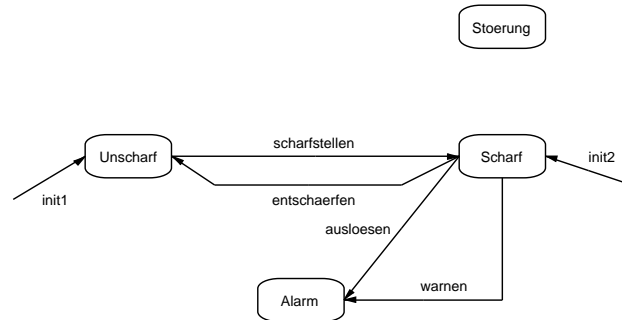 Stoerung
scharfstellen
Unscharf
Scharf
init2
init1
entschaerfen
ausloesen
warnen
Alarm